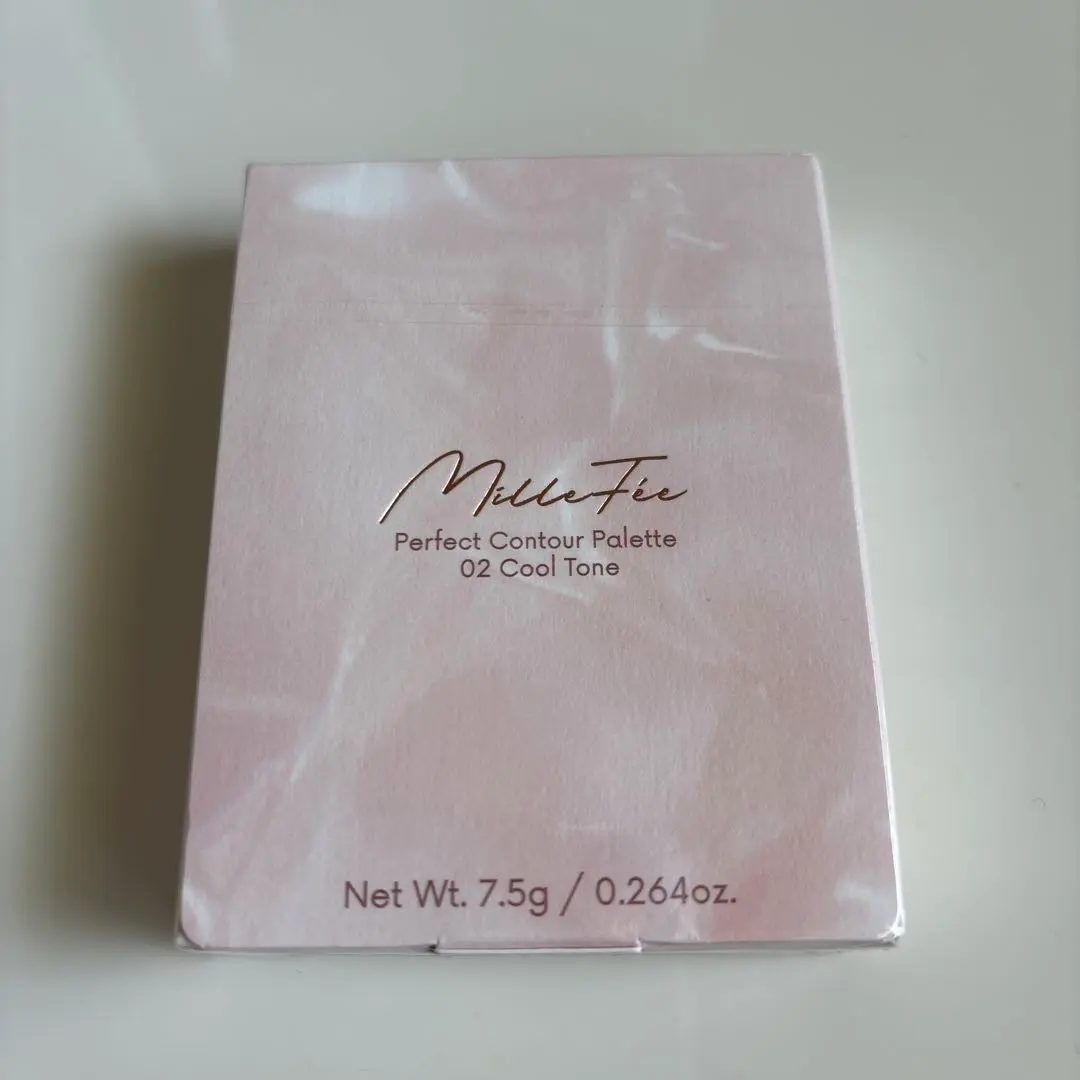 MilleFée
Perfect Contour Palette
02 Cool Tone
Net Wt. 7.5g / 0.264oz.